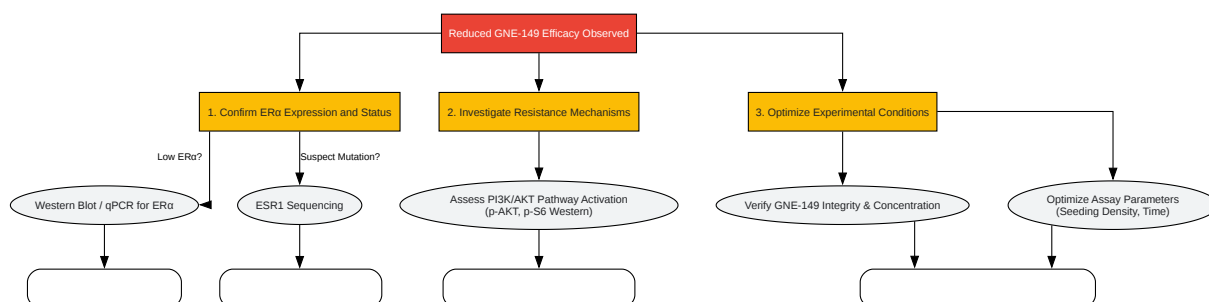 Reduced GNE-149 Efficacy Observed
1. Confirm ERα Expression and Status
2. Investigate Resistance Mechanisms
3. Optimize Experimental Conditions
Low ERα?
Suspect Mutation?
Western Blot / qPCR for ERα
ESR1 Sequencing
Assess PI3K/AKT Pathway Activation
(p-AKT, p-S6 Western)
Verify GNE-149 Integrity & Concentration
Optimize Assay Parameters
(Seeding Density, Time)